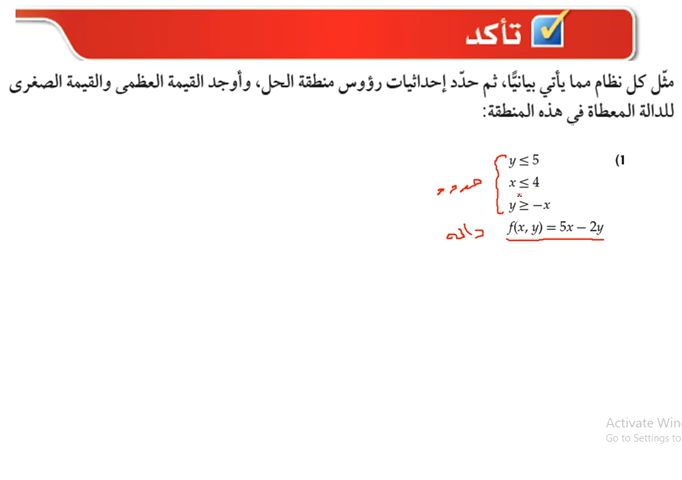 تأكد
مثّل كل نظام مما يأتي بيانيًّا، ثم حدّد إحداثيات رؤوس منطقة الحل، وأوجد القيمة العظمى والقيمة الصغرى
للدالة المعطاة في هذه المنطقة:
(1
y ≤ 5
x ≤ 4
y ≥ −x
f(x, y) = 5x − 2y
دالة
Activate Win
Go to Settings to